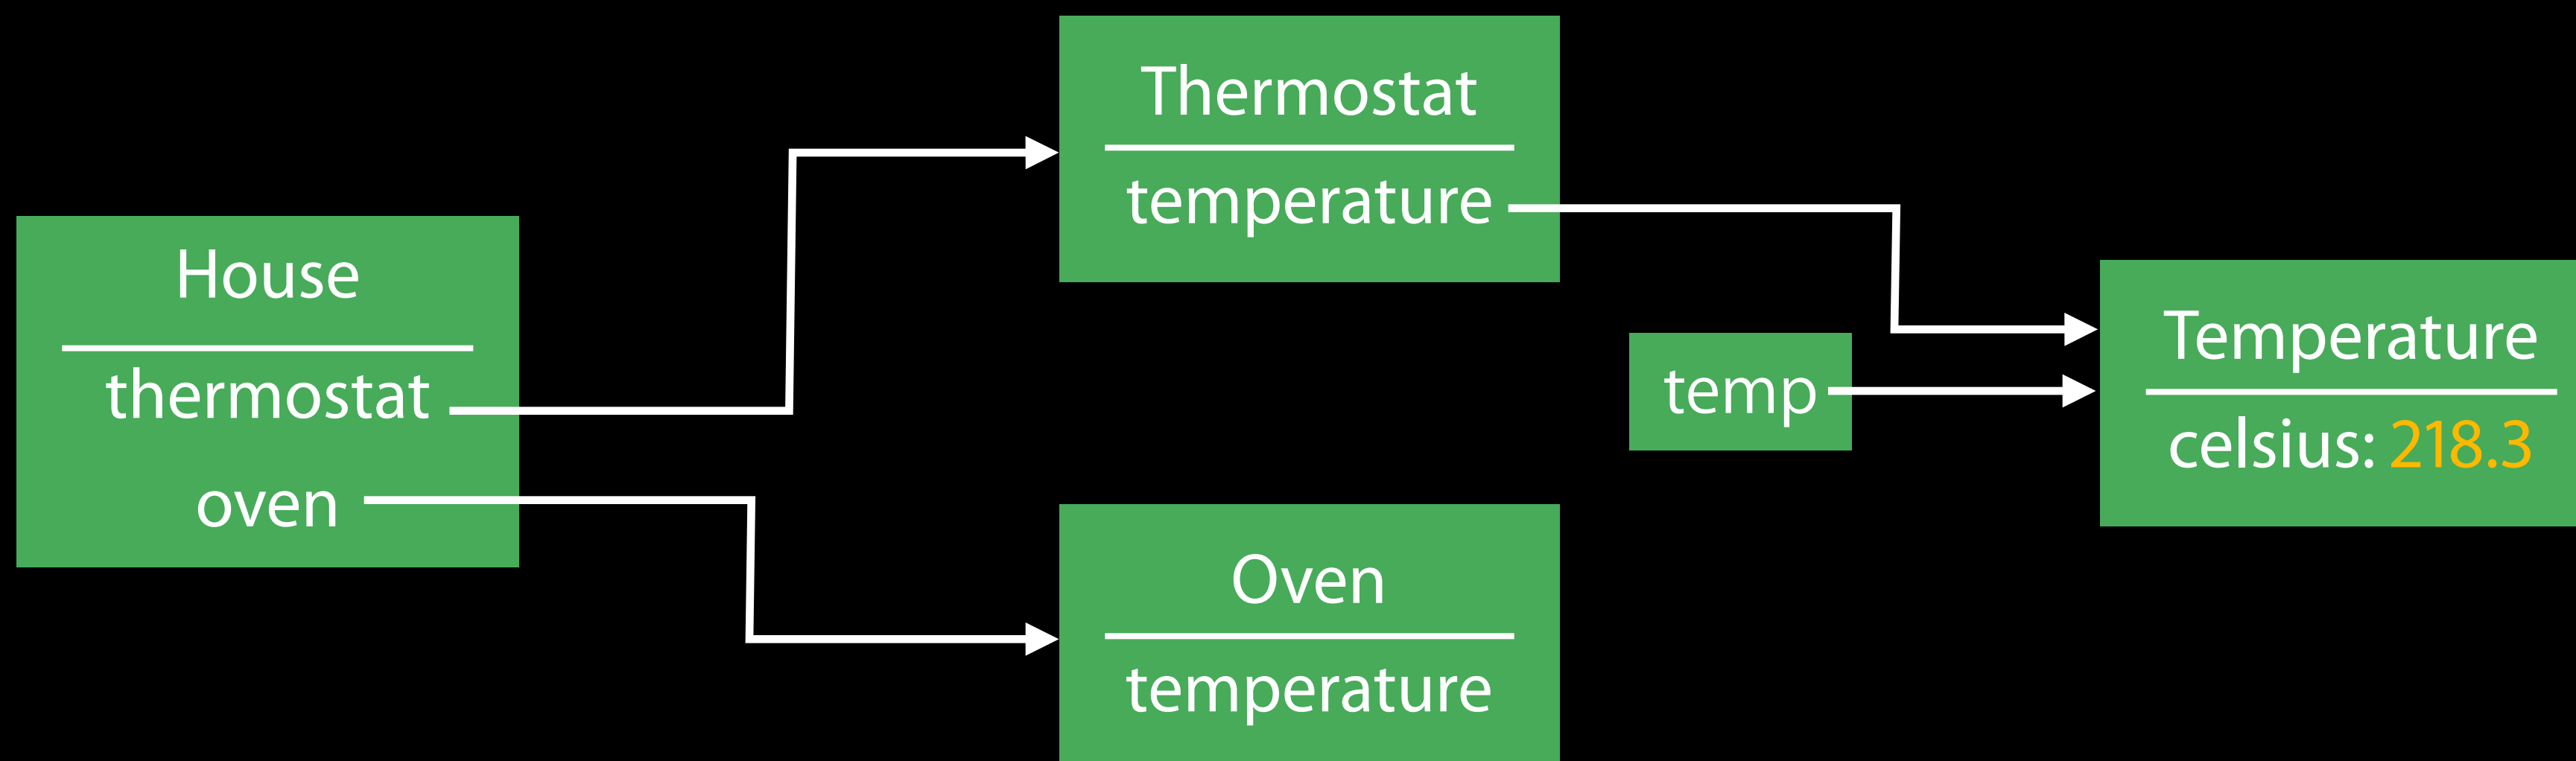 House
thermostat
oven
Thermostat
temperature
temp
Oven
temperature
Temperature
celsius: 218.3